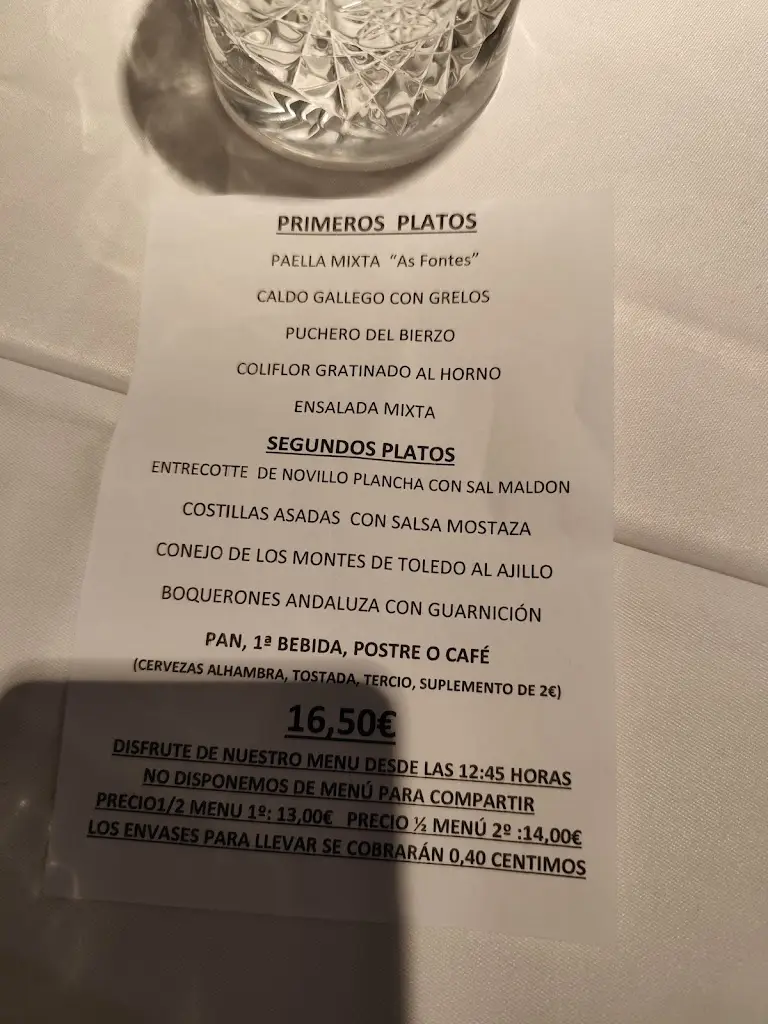 PRIMEROS PLATOS
PAELLA MIXTA “As Fontes”
CALDO GALLEGO CON GRELOS
PUCHERO DEL BIERZO
COLIFLOR GRATINADO AL HORNO
ENSALADA MIXTA
SEGUNDOS PLATOS
ENTRECOTTE DE NOVILLO PLANCHA CON SAL MALDON
COSTILLAS ASADAS CON SALSA MOSTAZA
CONEJO DE LOS MONTES DE TOLEDO AL AJILLO
BOQUERONES ANDALUZA CON GUARNICIÓN
PAN, 1ª BEBIDA, POSTRE O CAFÉ
(CERVEZAS ALHAMBRA, TOSTADA, TERCIO, SUPLEMENTO DE 2€)
16,50€
DISFRUTE DE NUESTRO MENU DESDE LAS 12:45 HORAS
NO DISPONEMOS DE MENÚ PARA COMPARTIR
PRECIO1/2 MENU 1º: 13,00€ PRECIO ½ MENÚ 2º :14,00€
LOS ENVASES PARA LLEVAR SE COBRARÁN 0,40 CENTIMOS